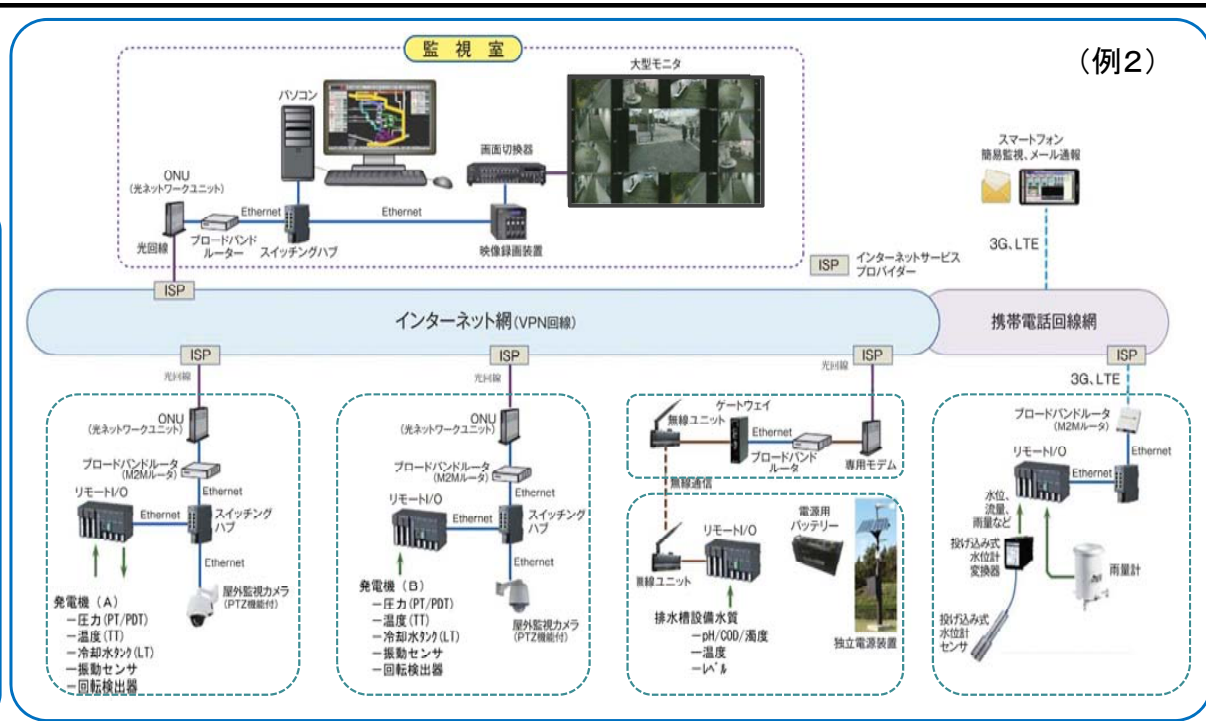 (例2)
監視室
大型モニタ
パソコン
画面切換器
ONU
(光ネットワークユニット)
Ethernet
Ethernet
光回線
ブロードバンド
ルーター
スイッチングハブ
映像録画装置
スマートフォン
簡易監視、メール通報
3G、LTE
ISP
インターネットサービス
プロバイダー
ISP
インターネット網(VPN回線)
携帯電話回線網
ISP
光回線
ONU
(光ネットワークユニット)
ブロードバンドルータ
(M2Mルータ)
リモートI/O
Ethernet
Ethernet
スイッチング
ハブ
Ethernet
屋外監視カメラ
(PTZ機能付)
発電機(A)
-圧力(PT/PDT)
-温度(TT)
-冷却水タンク(LT)
-振動センサ
-回転検出器
ISP
光回線
ONU
(光ネットワークユニット)
ブロードバンドルータ
(M2Mルータ)
リモートI/O
Ethernet
Ethernet
スイッチング
ハブ
Ethernet
屋外監視カメラ
(PTZ機能付)
発電機(B)
-圧力(PT/PDT)
-温度(TT)
-冷却水タンク(LT)
-振動センサ
-回転検出器
ISP
光回線
無線ユニット
ゲートウェイ
Ethernet
ブロードバンド
ルータ
専用モデム
無線通信
無線ユニット
リモートI/O
電源用
バッテリー
独立電源装置
排水槽設備水質
-pH/COD/濁度
-温度
-レベル
ISP
3G、LTE
ブロードバンドルータ
(M2Mルータ)
リモートI/O
Ethernet
水位、
流量、
雨量など
投げ込み式
水位計
変換器
雨量計
投げ込み式
水位計
センサ